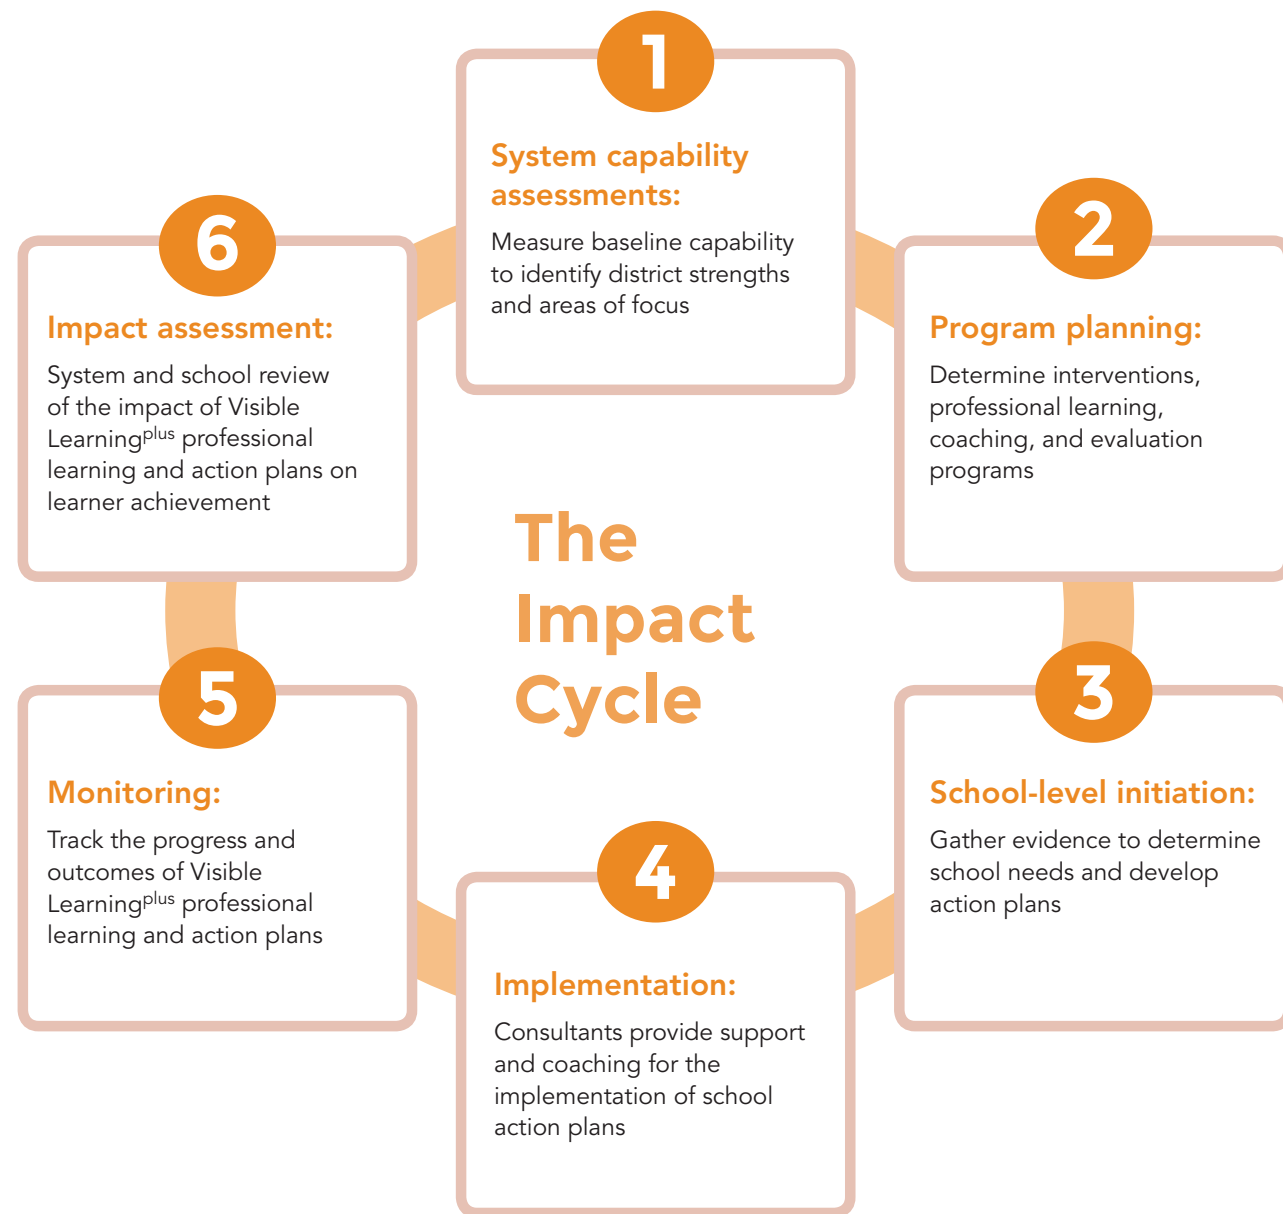 1
System capability
assessments:
Measure baseline capability
to identify district strengths
and areas of focus
2
Program planning:
Determine interventions,
professional learning,
coaching, and evaluation
programs
3
School-level initiation:
Gather evidence to determine
school needs and develop
action plans
4
Implementation:
Consultants provide support
and coaching for the
implementation of school
action plans
5
Monitoring:
Track the progress and
outcomes of Visible
Learningplus professional
learning and action plans
6
Impact assessment:
System and school review
of the impact of Visible
Learningplus professional
learning and action plans on
learner achievement
The
Impact
Cycle